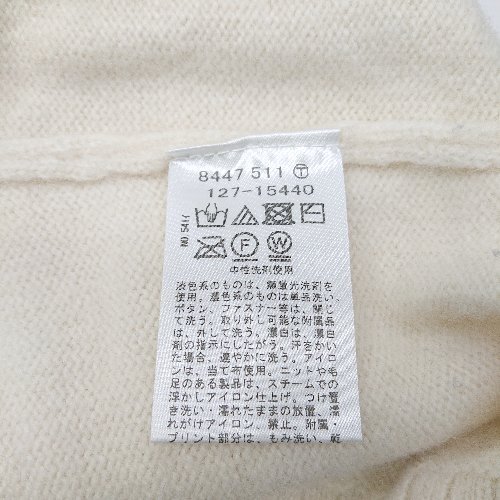 8447 511 Ⓣ
127-15440
Ⓕ Ⓦ
中性洗剤使用
淡色系のものは、無蛍光洗剤を
使用。濃色系のものは単品洗い。
ボタン、ファスナー等は、閉じ
て洗う。取り外し可能な附属品
は、外して洗う。漂白は、漂白
剤の指示にしたがう。汗をかい
た場合、速やかに洗う。アイロ
ンは、当て布使用。ニットや毛
足のある製品は、スチームでの
浮かしアイロン仕上げ。つけ置
き洗い・濡れたままの放置、濡
れがけアイロン、禁止。附属・
プリント部分は、もみ洗い、乾